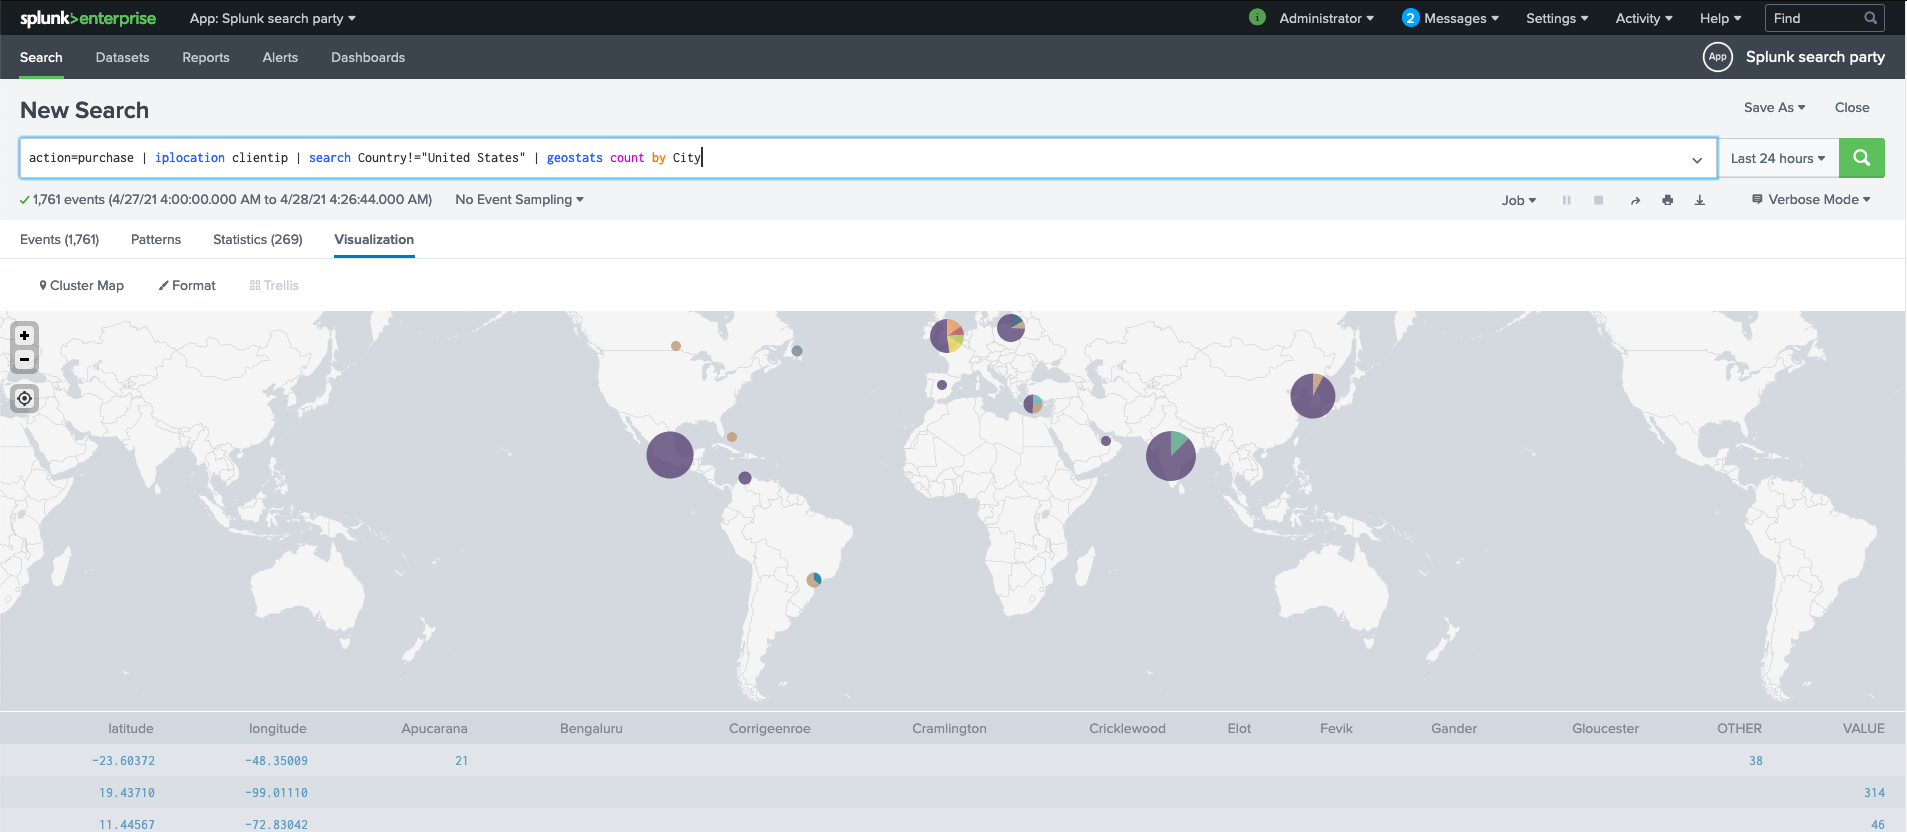 splunk>enterprise App: Splunk search party i Administrator 2 Messages Settings Activity Help Find
Search Datasets Reports Alerts Dashboards App Splunk search party
New Search Save As Close
action=purchase | iplocation clientip | search Country!="United States" | geostats count by City Last 24 hours
1,761 events (4/27/21 4:00:00.000 AM to 4/28/21 4:26:44.000 AM) No Event Sampling Job Verbose Mode
Events (1,761) Patterns Statistics (269) Visualization
Cluster Map Format Trellis
+
-
latitude longitude Apucarana Bengaluru Corrigeenroe Cramlington Cricklewood Elot Fevik Gander Gloucester OTHER VALUE
-23.60372 -48.35009 21 38
19.43710 -99.01110 314
11.44567 -72.83042 46